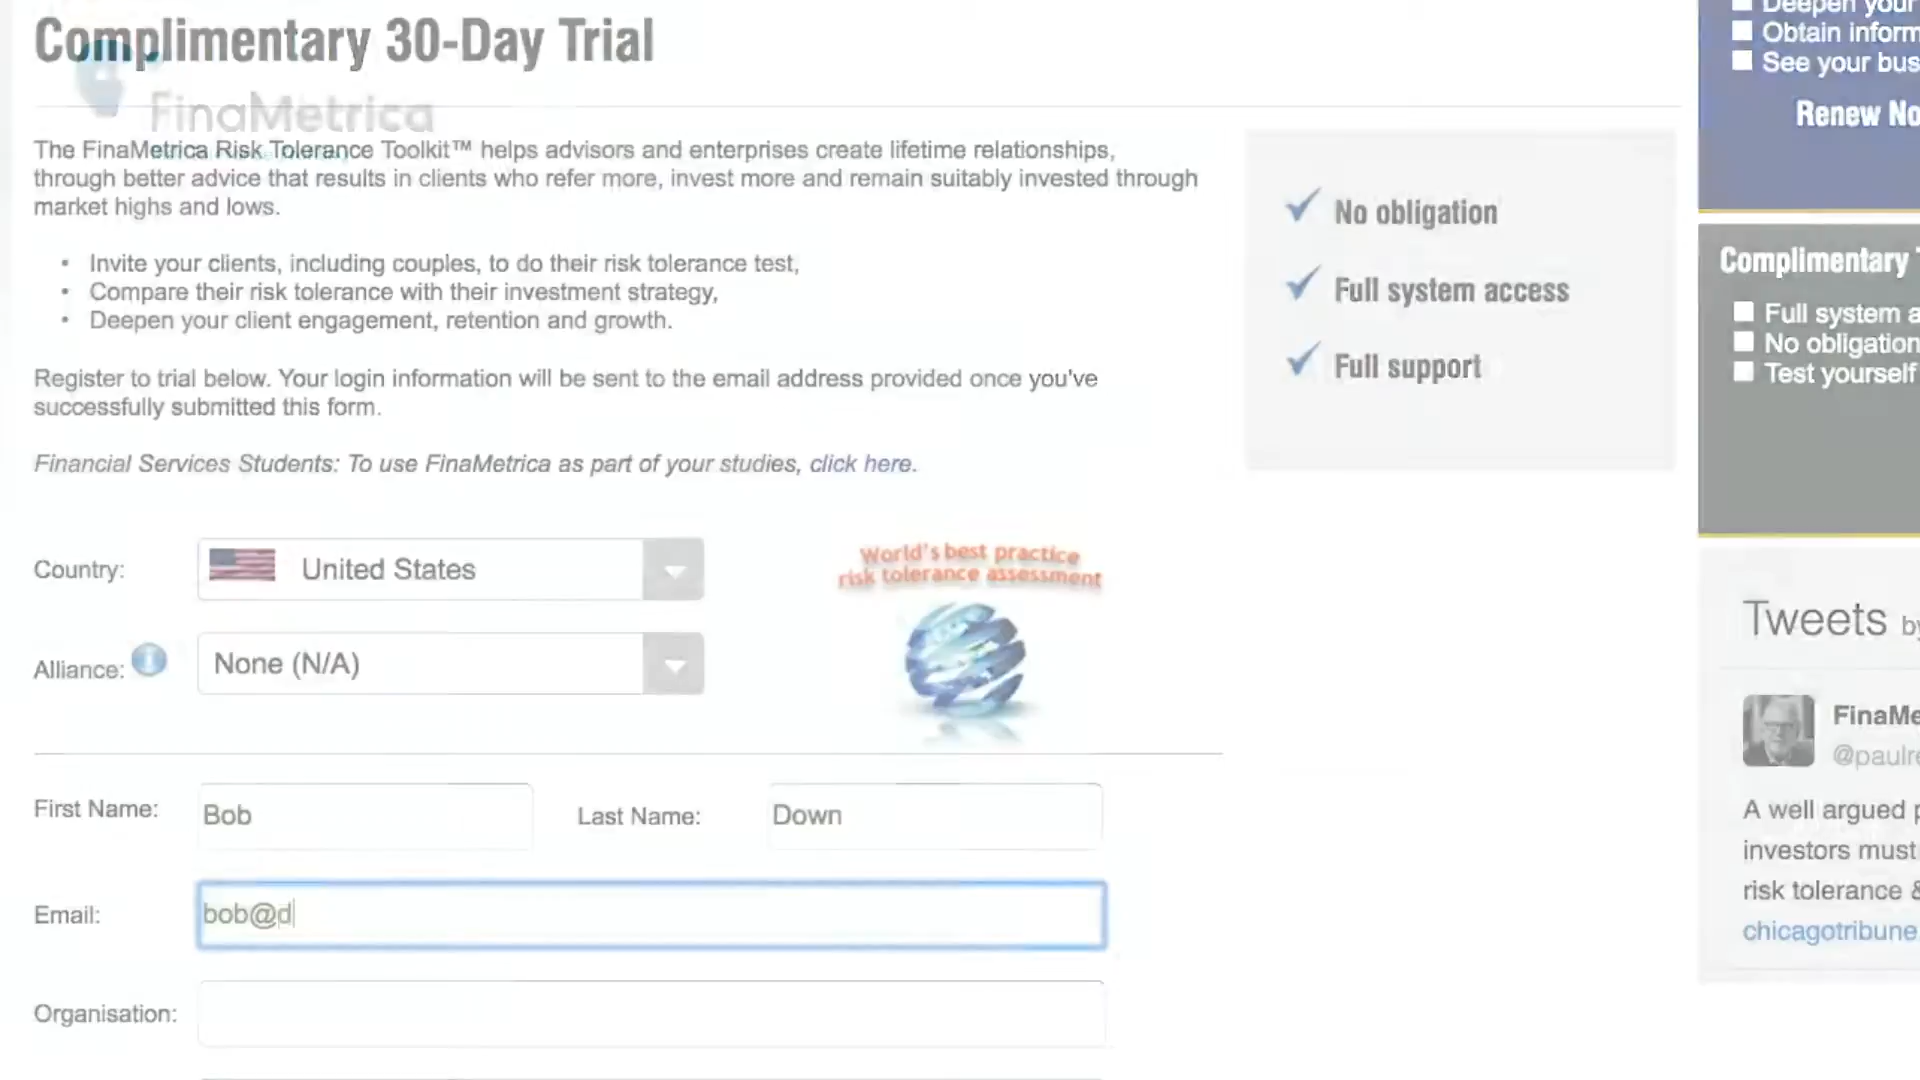 Complimentary 30-Day Trial
FinaMetrica
The FinaMetrica Risk Tolerance Toolkit™ helps advisors and enterprises create lifetime relationships,
through better advice that results in clients who refer more, invest more and remain suitably invested through
market highs and lows.
• Invite your clients, including couples, to do their risk tolerance test,
• Compare their risk tolerance with their investment strategy,
• Deepen your client engagement, retention and growth.
Register to trial below. Your login information will be sent to the email address provided once you've
successfully submitted this form.
Financial Services Students: To use FinaMetrica as part of your studies, click here.
Country: United States
Alliance: None (N/A)
World's best practice
risk tolerance assessment
First Name: Bob Last Name: Down
Email: bob@d
Organisation:
No obligation
Full system access
Full support
Deepen your
Obtain inform
See your bus
Renew No
Complimentary
Full system a
No obligation
Test yourself
Tweets by
FinaMe
@paulre
A well argued p
investors must
risk tolerance &
chicagotribune